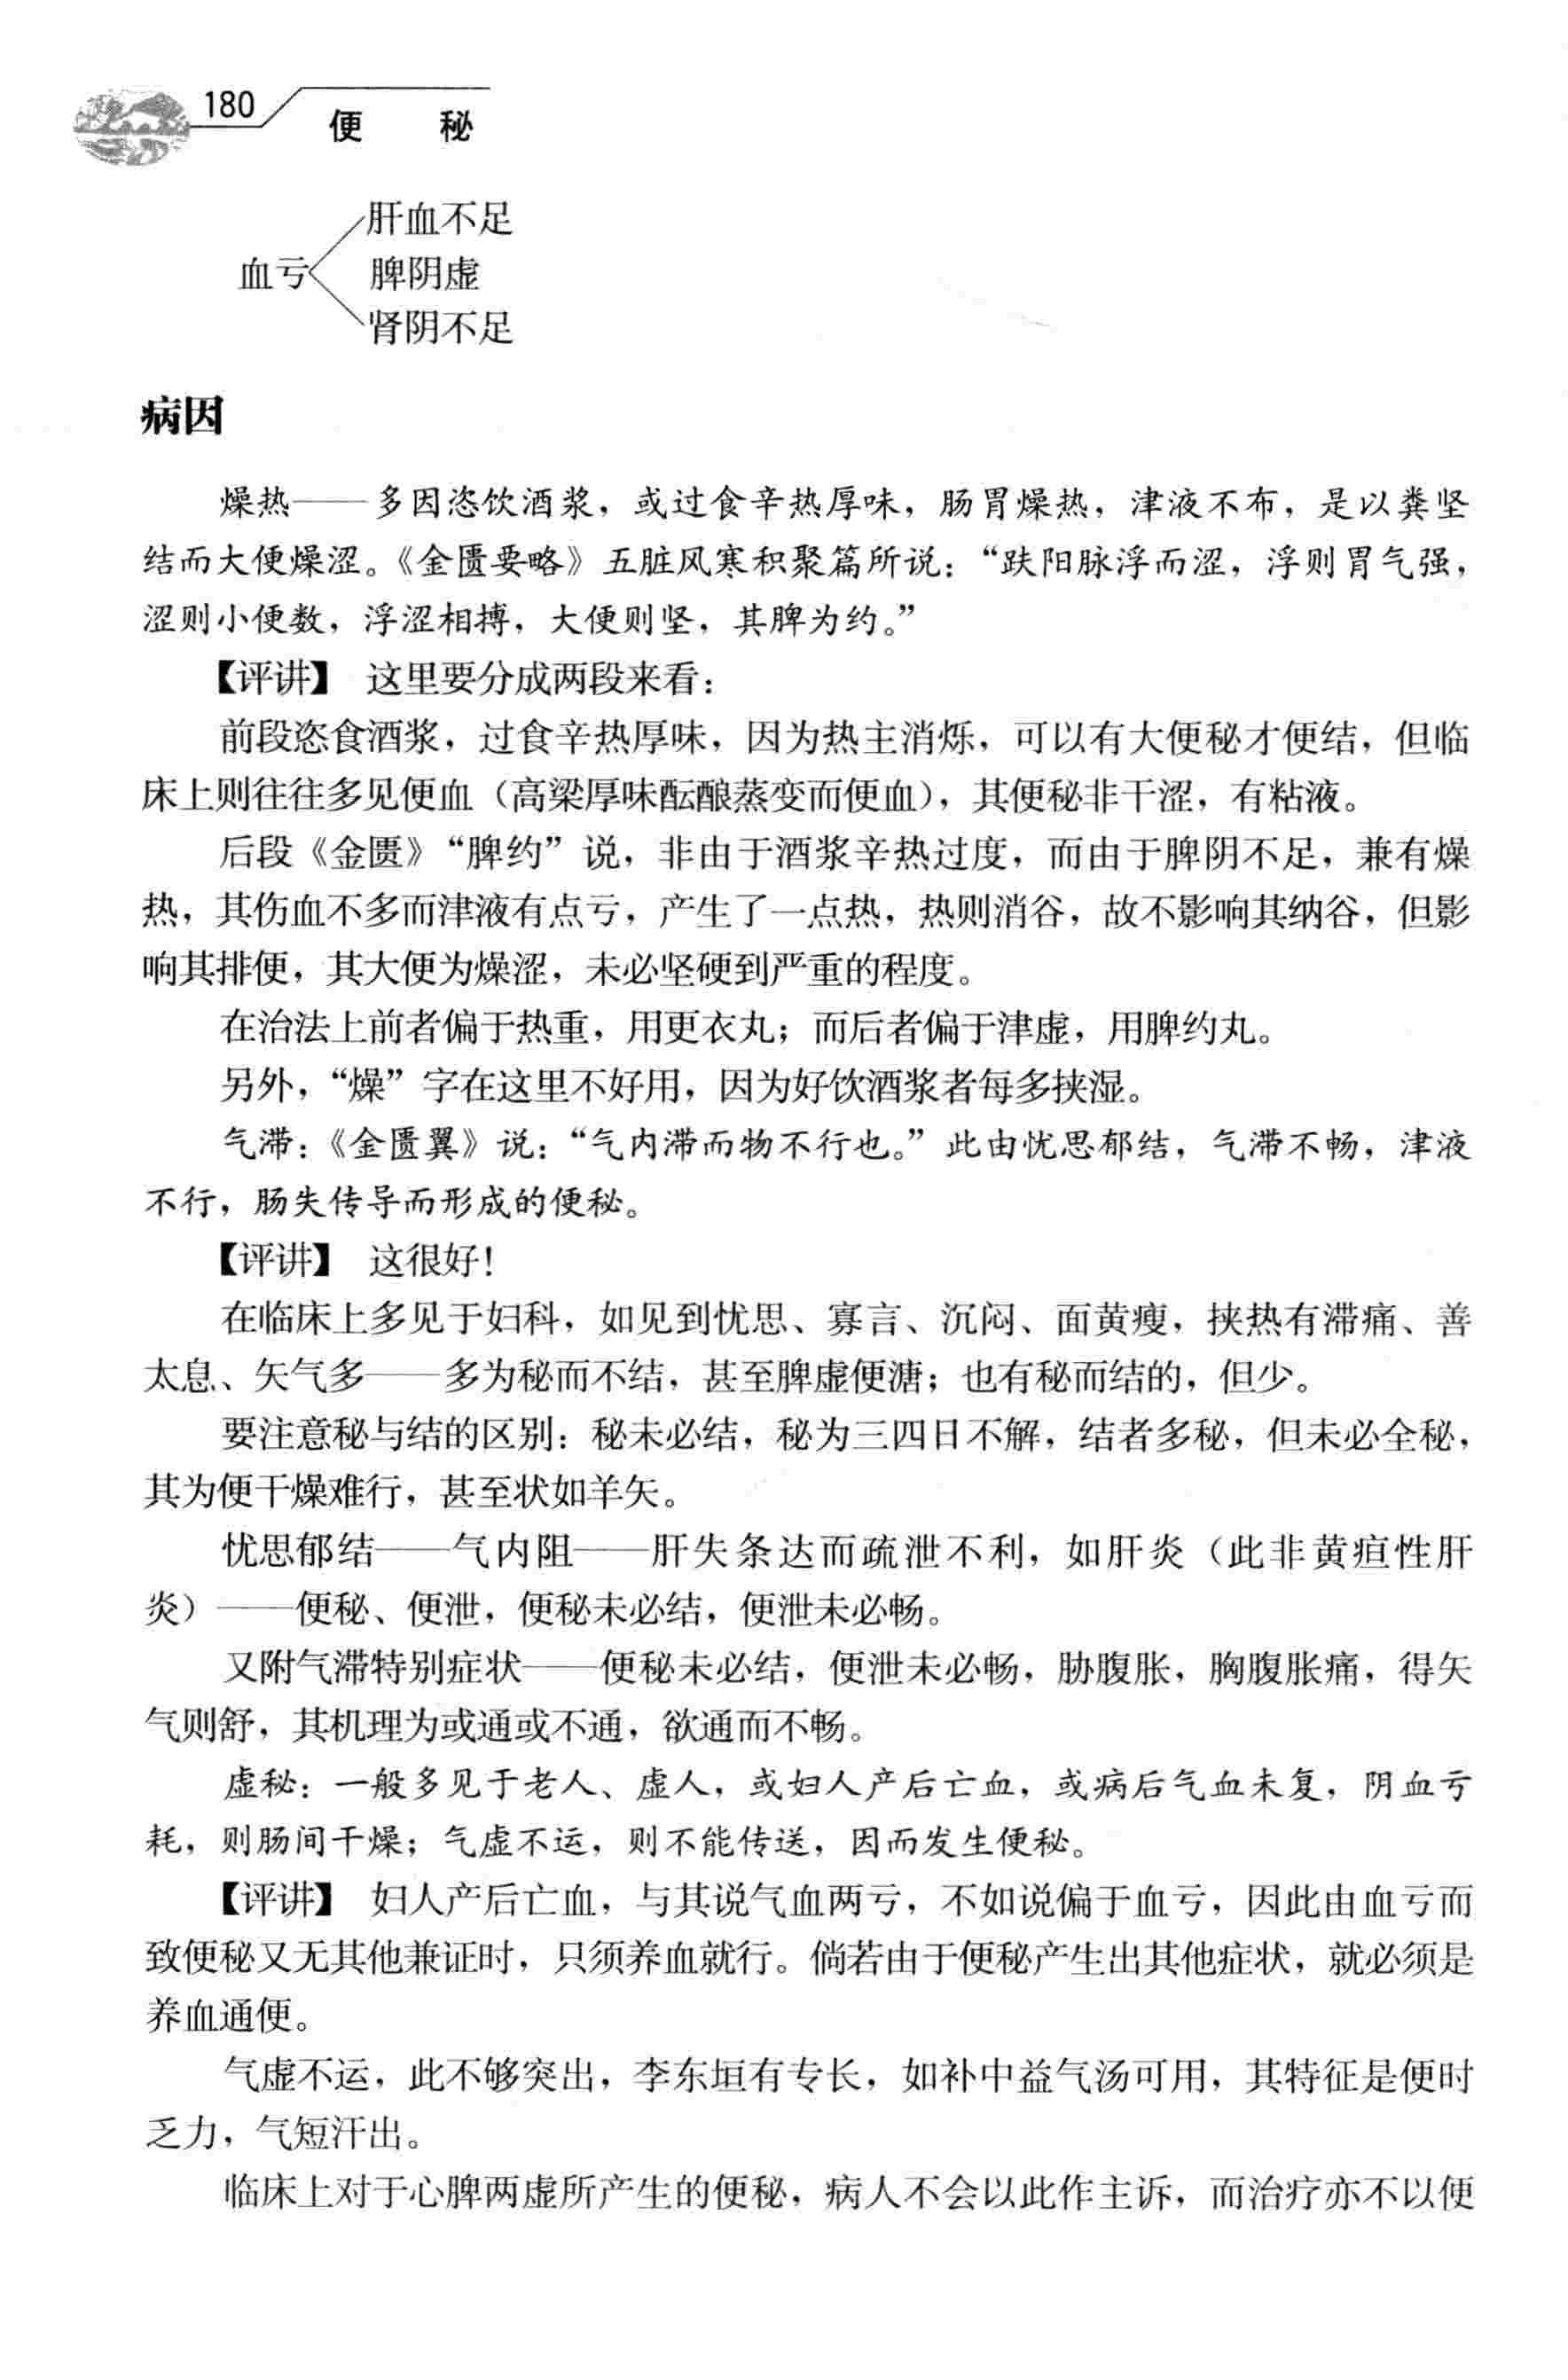 180
便 秘
肝血不足
血亏 脾阴虚
肾阴不足
病因
燥热——多因恣饮酒浆，或过食辛热厚味，肠胃燥热，津液不布，是以粪坚
结而大便燥涩。《金匮要略》五脏风寒积聚篇所说：“趺阳脉浮而涩，浮则胃气强，
涩则小便数，浮涩相搏，大便则坚，其脾为约。”
【评讲】 这里要分成两段来看：
前段恣食酒浆，过食辛热厚味，因为热主消烁，可以有大便秘才便结，但临
床上则往往多见便血（高梁厚味酝酿蒸变而便血），其便秘非干涩，有粘液。
后段《金匮》“脾约”说，非由于酒浆辛热过度，而由于脾阴不足，兼有燥
热，其伤血不多而津液有点亏，产生了一点热，热则消谷，故不影响其纳谷，但影
响其排便，其大便为燥涩，未必坚硬到严重的程度。
在治法上前者偏于热重，用更衣丸；而后者偏于津虚，用脾约丸。
另外，“燥”字在这里不好用，因为好饮酒浆者每多挟湿。
气滞：《金匮翼》说：“气内滞而物不行也。”此由忧思郁结，气滞不畅，津液
不行，肠失传导而形成的便秘。
【评讲】 这很好！
在临床上多见于妇科，如见到忧思、寡言、沉闷、面黄瘦，挟热有滞痛、善
太息、矢气多——多为秘而不结，甚至脾虚便溏；也有秘而结的，但少。
要注意秘与结的区别：秘未必结，秘为三四日不解，结者多秘，但未必全秘，
其为便干燥难行，甚至状如羊矢。
忧思郁结——气内阻——肝失条达而疏泄不利，如肝炎（此非黄疸性肝
炎）——便秘、便泄，便秘未必结，便泄未必畅。
又附气滞特别症状——便秘未必结，便泄未必畅，胁腹胀，胸腹胀痛，得矢
气则舒，其机理为或通或不通，欲通而不畅。
虚秘：一般多见于老人、虚人，或妇人产后亡血，或病后气血未复，阴血亏
耗，则肠间干燥；气虚不运，则不能传送，因而发生便秘。
【评讲】 妇人产后亡血，与其说气血两亏，不如说偏于血亏，因此由血亏而
致便秘又无其他兼证时，只须养血就行。倘若由于便秘产生出其他症状，就必须是
养血通便。
气虚不运，此不够突出，李东垣有专长，如补中益气汤可用，其特征是便时
乏力，气短汗出。
临床上对于心脾两虚所产生的便秘，病人不会以此作主诉，而治疗亦不以便